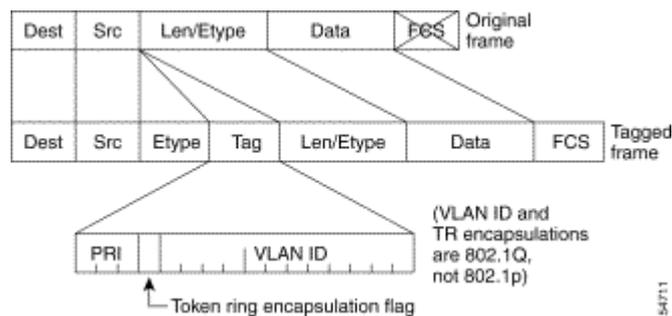 Dest Src Len/Etype Data FCS Original frame
Dest Src Etype Tag Len/Etype Data FCS Tagged frame
PRI VLAN ID
(VLAN ID and
TR encapsulations
are 802.1Q,
not 802.1p)
Token ring encapsulation flag
54711